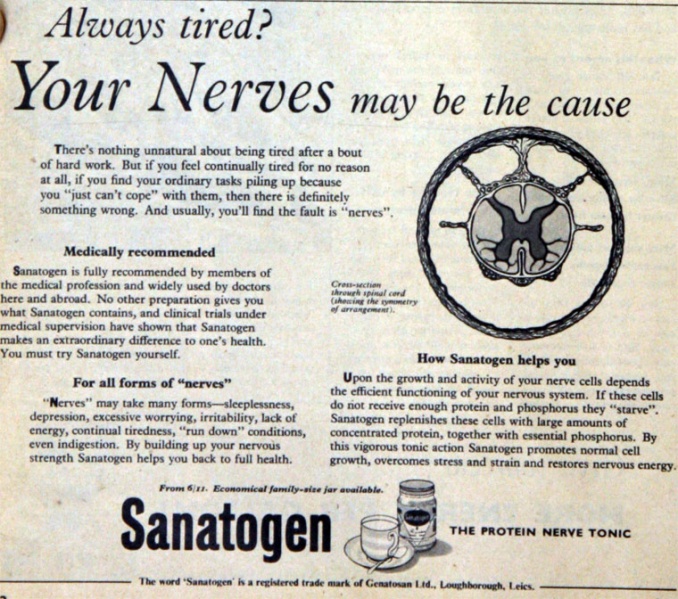 Always tired?
Your Nerves may be the cause
There's nothing unnatural about being tired after a bout
of hard work. But if you feel continually tired for no reason
at all, if you find your ordinary tasks piling up because
you "just can't cope" with them, then there is definitely
something wrong. And usually, you'll find the fault is "nerves".
Medically recommended
Sanatogen is fully recommended by members of
the medical profession and widely used by doctors
here and abroad. No other preparation gives you
what Sanatogen contains, and clinical trials under
medical supervision have shown that Sanatogen
makes an extraordinary difference to one's health.
You must try Sanatogen yourself.
For all forms of "nerves"
"Nerves" may take many forms—sleeplessness,
depression, excessive worrying, irritability, lack of
energy, continual tiredness, "run down" conditions,
even indigestion. By building up your nervous
strength Sanatogen helps you back to full health.
Cross-section
through spinal cord
(showing the symmetry
of arrangement).
How Sanatogen helps you
Upon the growth and activity of your nerve cells depends
the efficient functioning of your nervous system. If these cells
do not receive enough protein and phosphorus they "starve".
Sanatogen replenishes these cells with large amounts of
concentrated protein, together with essential phosphorus. By
this vigorous tonic action Sanatogen promotes normal cell
growth, overcomes stress and strain and restores nervous energy.
From 6/11. Economical family-size jar available.
Sanatogen
THE PROTEIN NERVE TONIC
The word 'Sanatogen' is a registered trade mark of Genatosan Ltd., Loughborough, Leics.